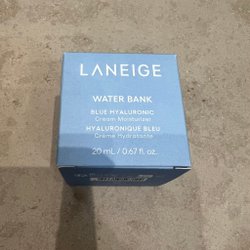 LANEIGE
WATER BANK
BLUE HYALURONIC
Cream Moisturizer
HYALURONIQUE BLEU
Crème Hydratante
20 mL / 0.67 fl. oz.